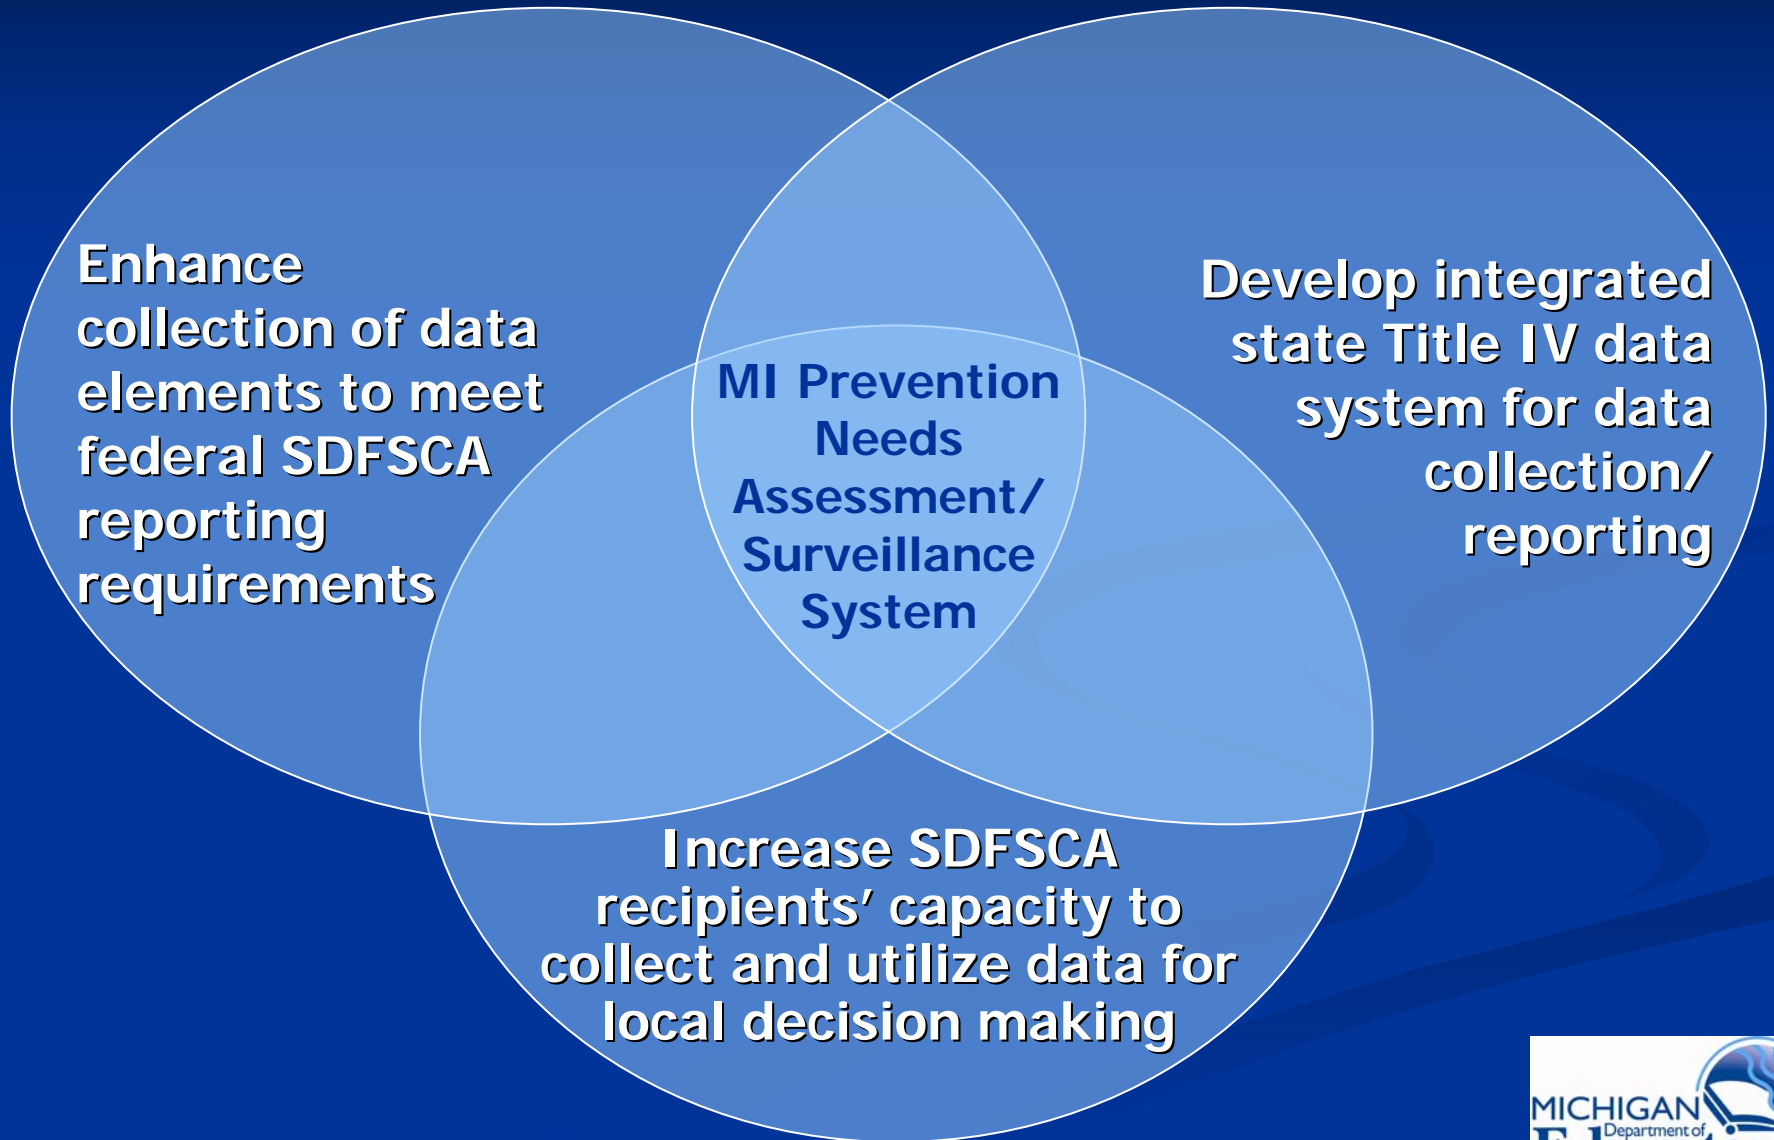 Enhance
collection of data
elements to meet
federal SDFSCA
reporting
requirements
MI Prevention
Needs
Assessment/
Surveillance
System
Develop integrated
state Title IV data
system for data
collection/
reporting
Increase SDFSCA
recipients’ capacity to
collect and utilize data for
local decision making
MICHIGAN
Department of